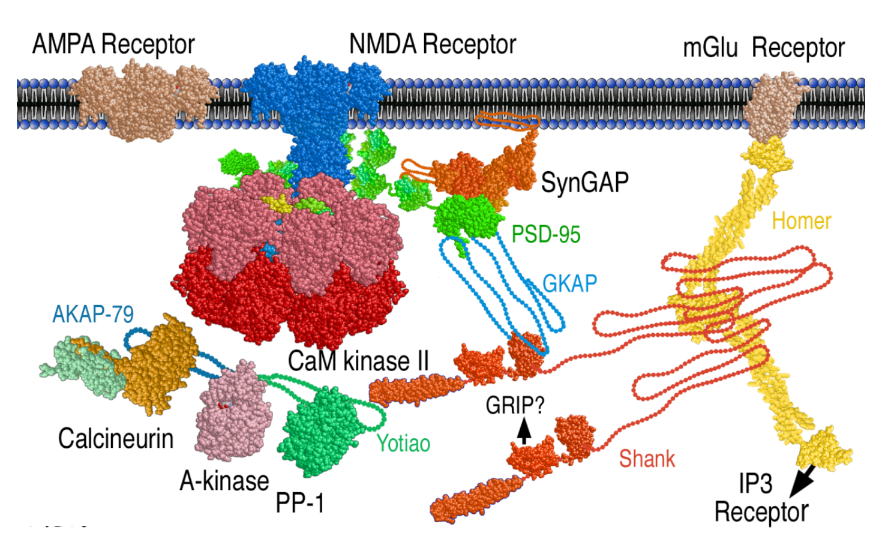 AMPA Receptor
NMDA Receptor
mGlu Receptor
SynGAP
Homer
PSD-95
GKAP
AKAP-79
CaM kinase II
GRIP?
Calcineurin
Yotiao
Shank
A-kinase
IP3
Receptor
PP-1